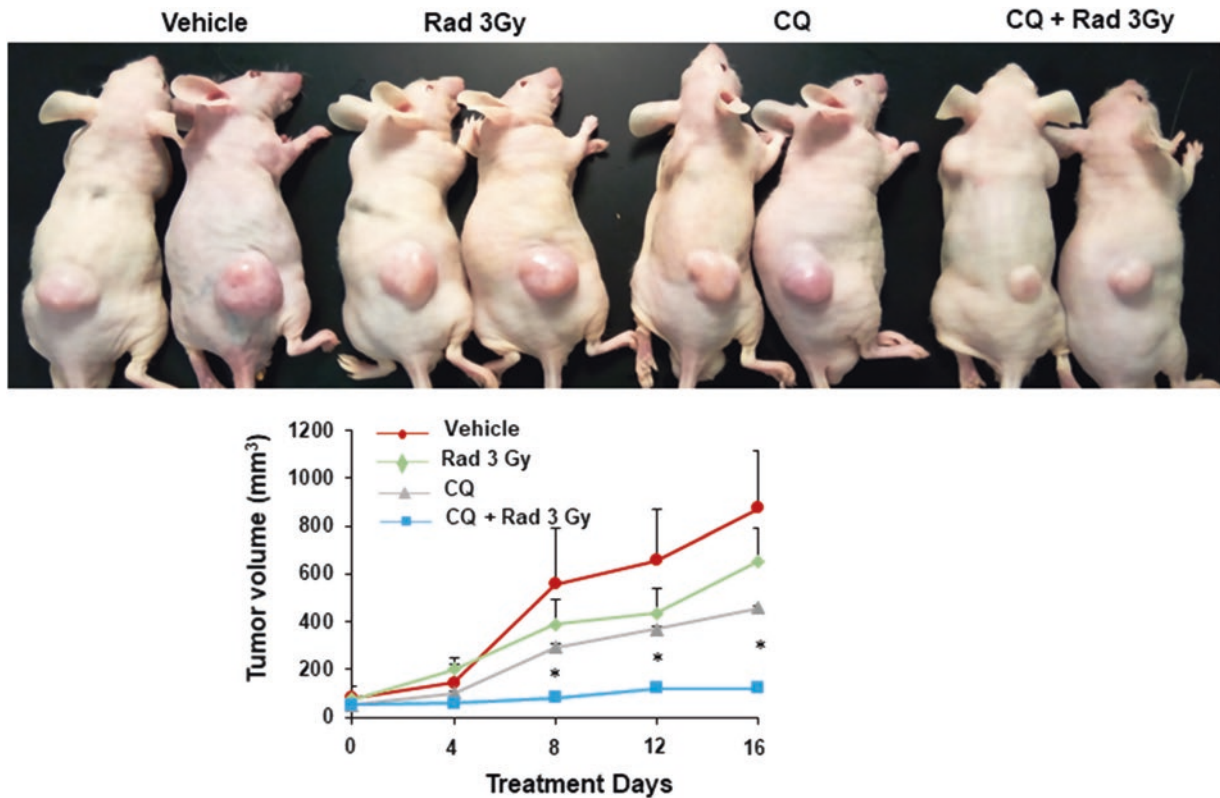 Vehicle Rad 3Gy CQ CQ + Rad 3Gy
Tumor volume (mm³)
1200
1000
800
600
400
200
0
Vehicle
Rad 3 Gy
CQ
CQ + Rad 3 Gy
*
*
*
0 4 8 12 16
Treatment Days